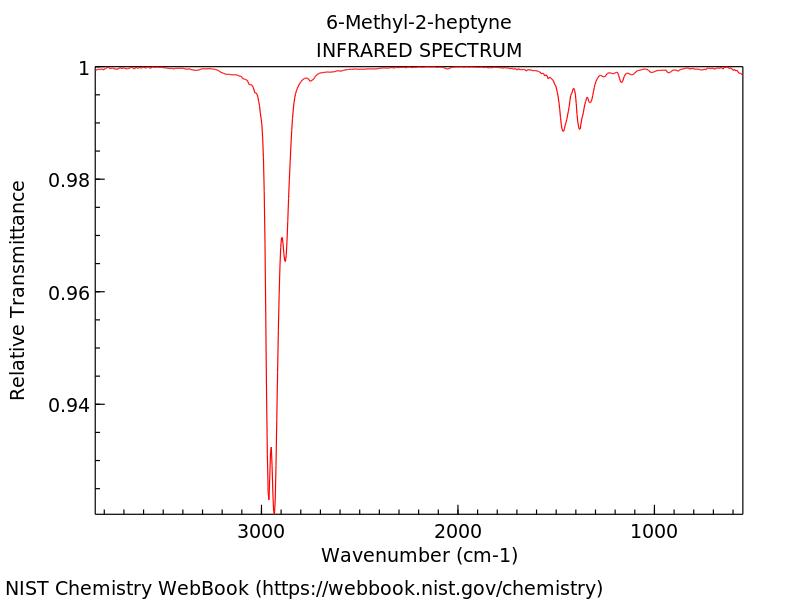 6-Methyl-2-heptyne
INFRARED SPECTRUM
1
0.98
0.96
0.94
Relative Transmittance
3000 2000 1000
Wavenumber (cm-1)
NIST Chemistry WebBook (https://webbook.nist.gov/chemistry)